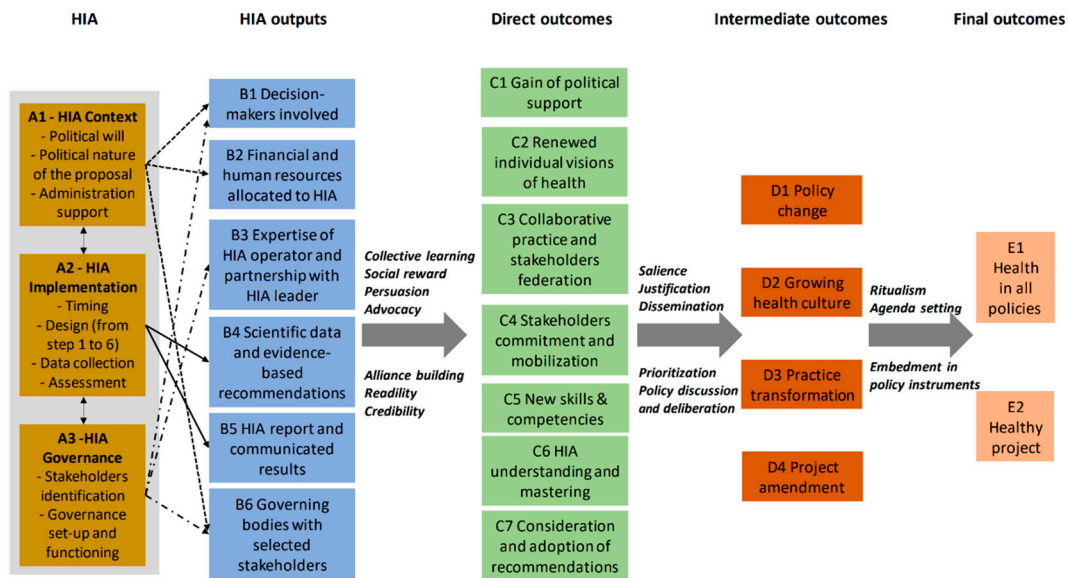 HIA
HIA outputs
Direct outcomes
Intermediate outcomes
Final outcomes
A1 - HIA Context
- Political will
- Political nature
of the proposal
- Administration
support
A2 - HIA
Implementation
- Timing
- Design (from
step 1 to 6)
- Data collection
- Assessment
A3 -HIA
Governance
- Stakeholders
identification
- Governance
set-up and
functioning
B1 Decision-
makers involved
B2 Financial and
human resources
allocated to HIA
B3 Expertise of
HIA operator and
partnership with
HIA leader
B4 Scientific data
and evidence-
based
recommendations
B5 HIA report and
communicated
results
B6 Governing
bodies with
selected
stakeholders
Collective learning
Social reward
Persuasion
Advocacy
Alliance building
Readility
Credibility
C1 Gain of political
support
C2 Renewed
individual visions
of health
C3 Collaborative
practice and
stakeholders
federation
C4 Stakeholders
commitment and
mobilization
C5 New skills &
competencies
C6 HIA
understanding and
mastering
C7 Consideration
and adoption of
recommendations
Salience
Justification
Dissemination
Prioritization
Policy discussion
and deliberation
D1 Policy
change
D2 Growing
health culture
D3 Practice
transformation
D4 Project
amendment
Ritualism
Agenda setting
Embedment in
policy instruments
E1
Health
in all
policies
E2
Healthy
project